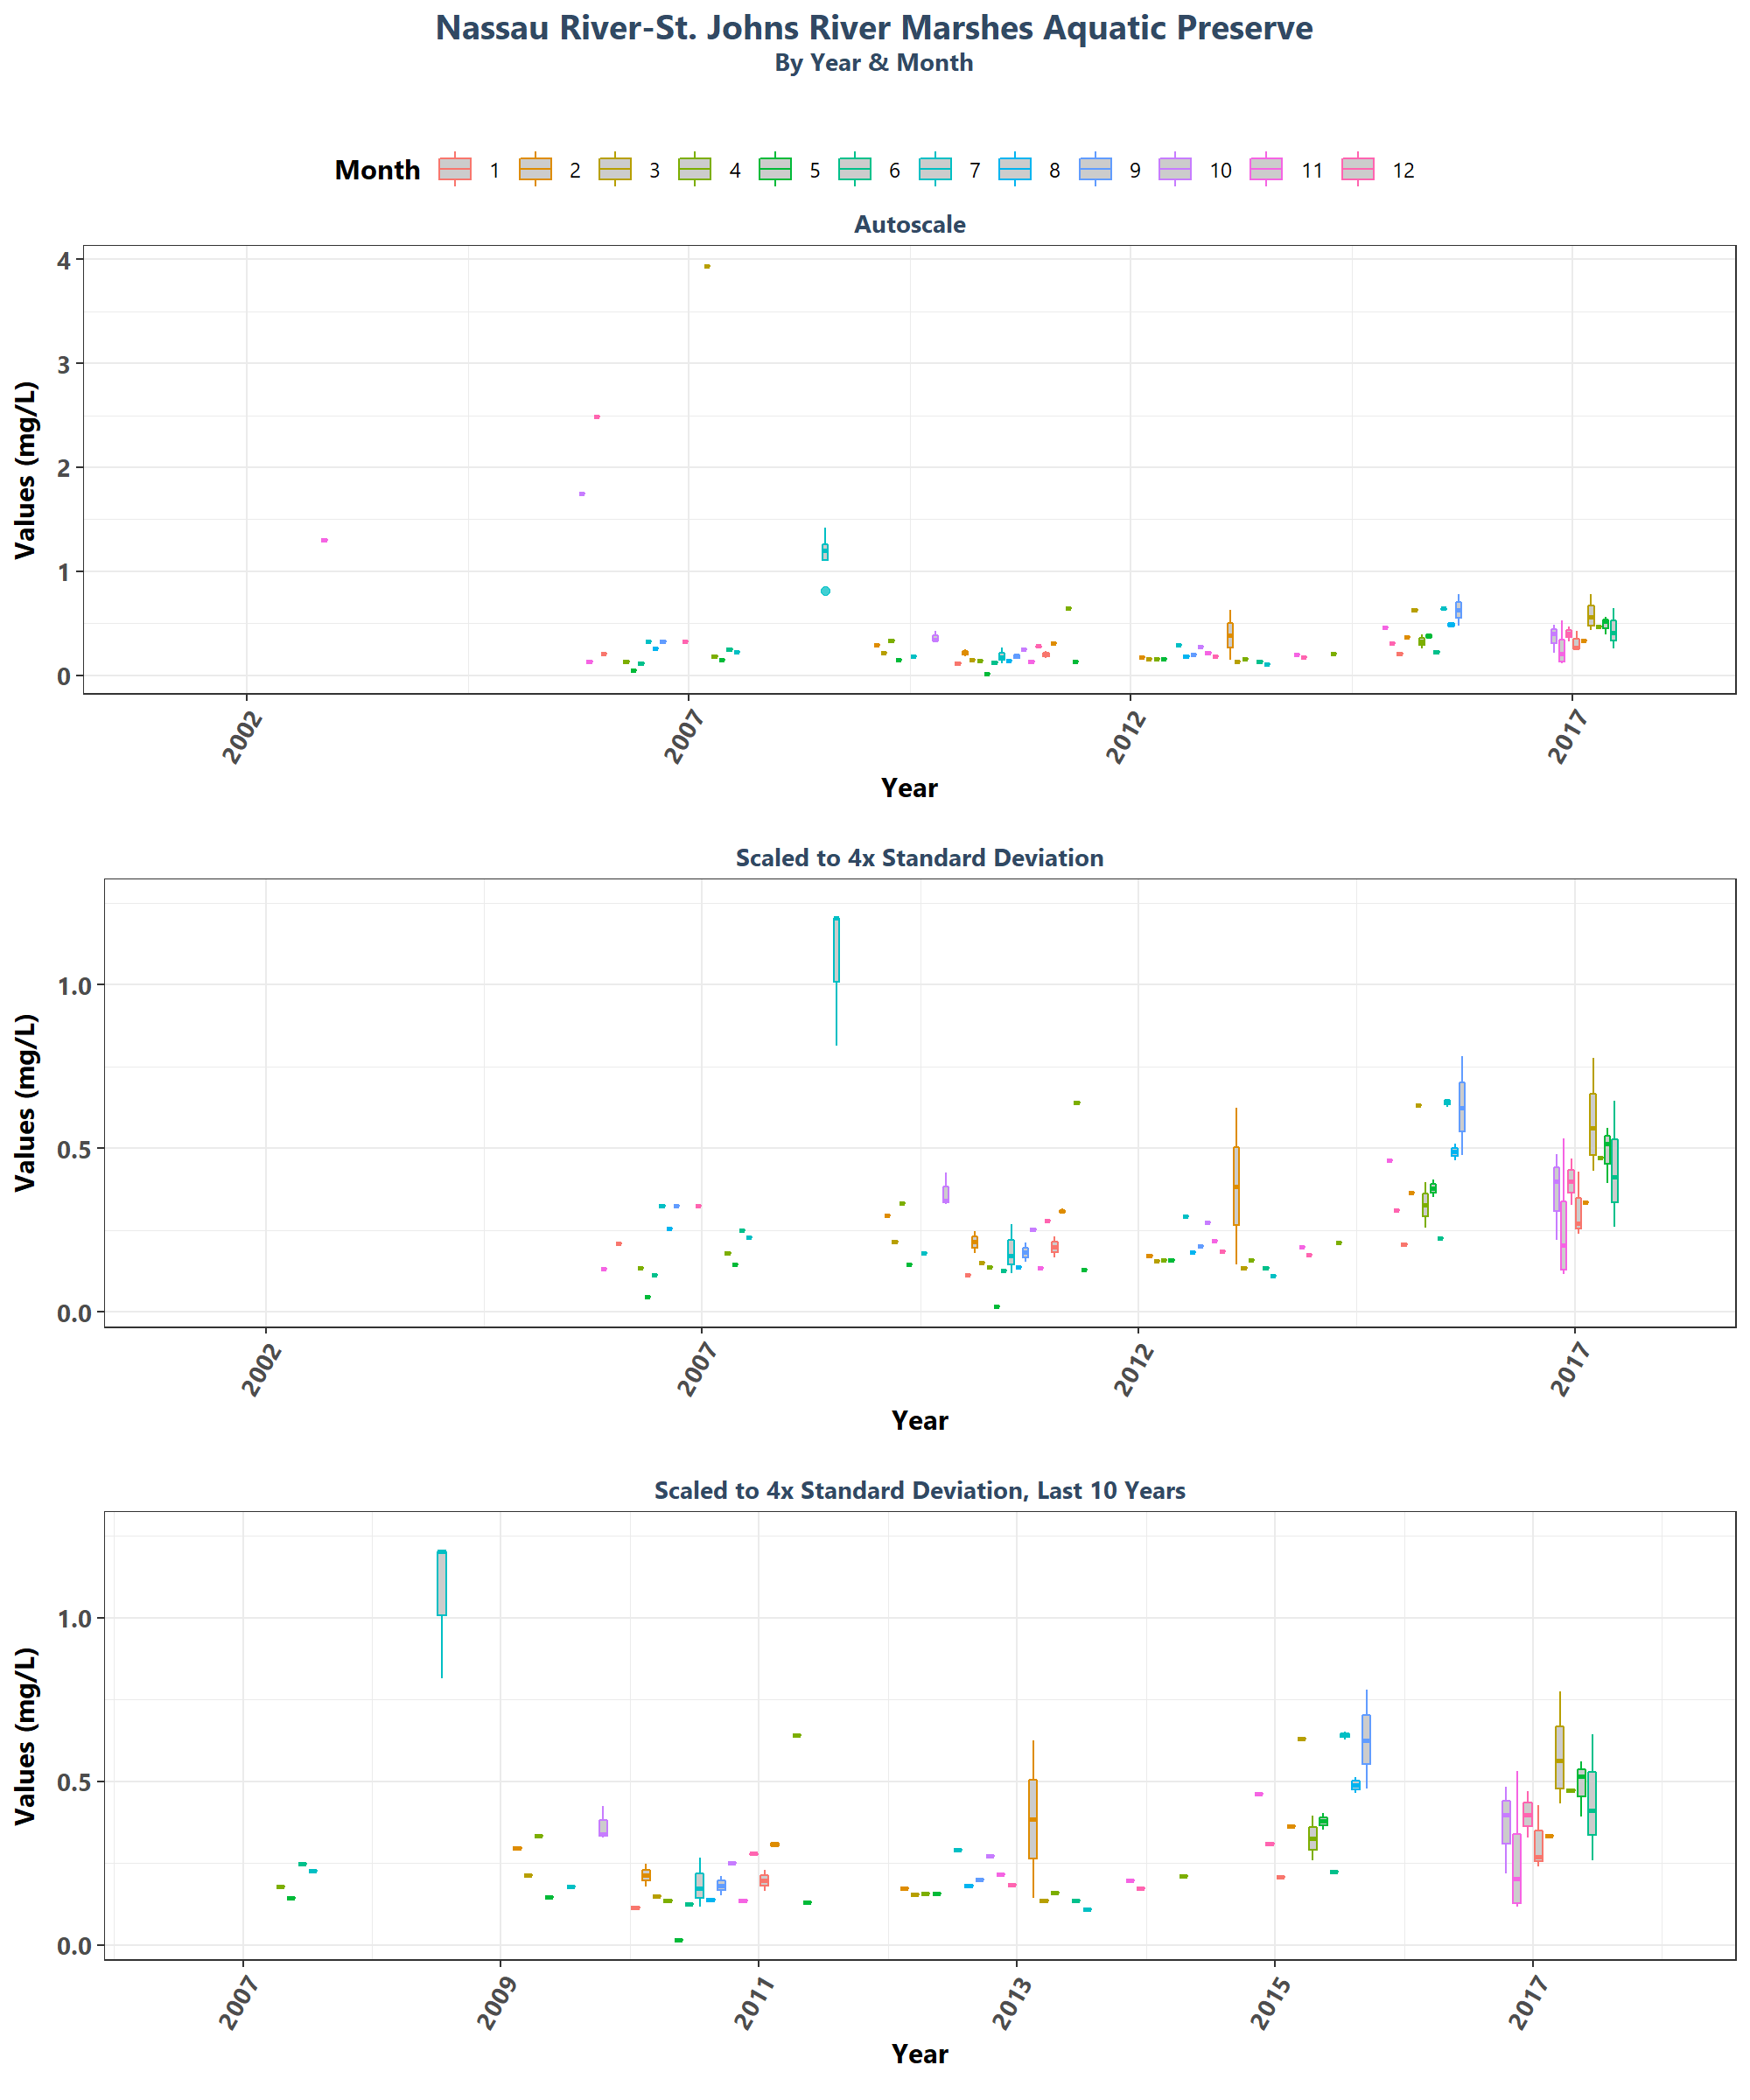 Nassau River-St. Johns River Marshes Aquatic Preserve
By Year & Month
Month 1 2 3 4 5 6 7 8 9 10 11 12
Autoscale
4
3
2
1
0
Values (mg/L)
2002 2007 2012 2017
Year
Scaled to 4x Standard Deviation
1.0
0.5
0.0
Values (mg/L)
2002 2007 2012 2017
Year
Scaled to 4x Standard Deviation, Last 10 Years
1.0
0.5
0.0
Values (mg/L)
2007 2009 2011 2013 2015 2017
Year